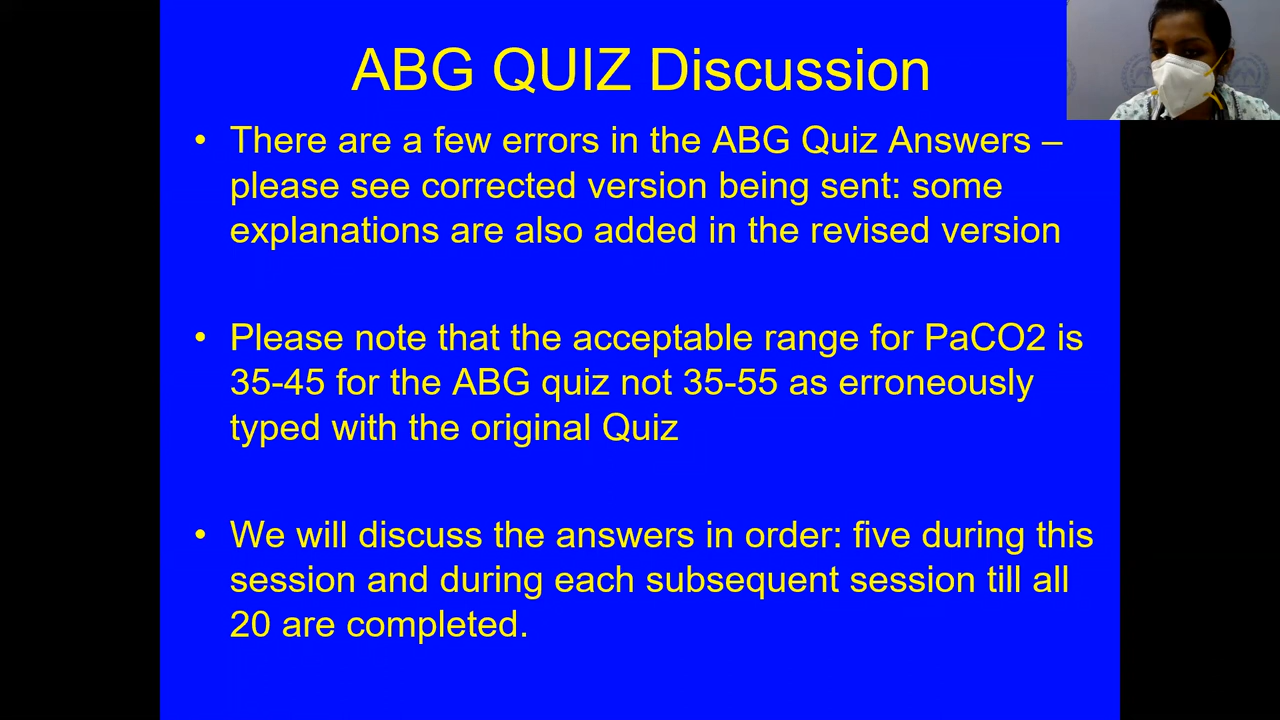 ABG QUIZ Discussion
• There are a few errors in the ABG Quiz Answers –
please see corrected version being sent: some
explanations are also added in the revised version
• Please note that the acceptable range for PaCO2 is
35-45 for the ABG quiz not 35-55 as erroneously
typed with the original Quiz
• We will discuss the answers in order: five during this
session and during each subsequent session till all
20 are completed.